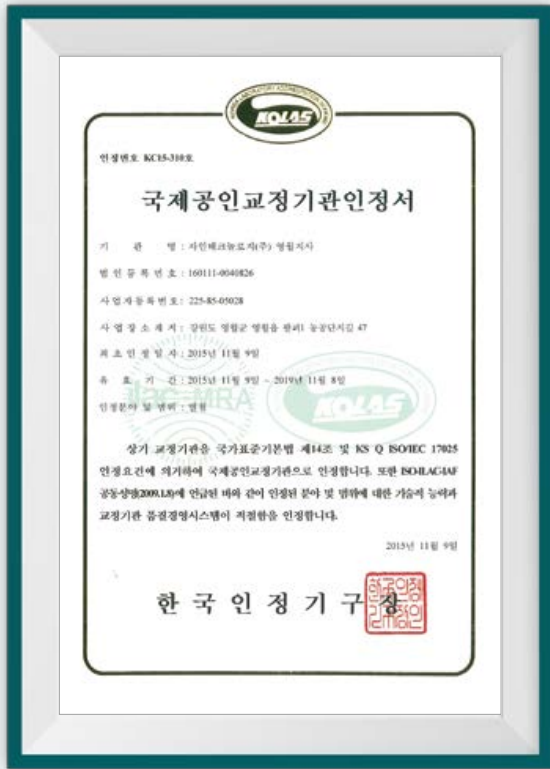 KOLAS
인정번호 KC15-310호
국제공인교정기관인정서
기 관 명 : 자인테크놀로지(주) 영월지사
법인등록번호 : 160111-0040826
사업자등록번호 : 225-85-05028
사업장소재지 : 강원도 영월군 영월읍 팔괴1 농공단지길 47
최초인정일자 : 2015년 11월 9일
유 효 기 간 : 2015년 11월 9일 ~ 2019년 11월 8일
인정분야 및 범위 : 별첨
ilac-MRA
KOLAS
상기 교정기관을 국가표준기본법 제14조 및 KS Q ISO/IEC 17025
인정요건에 의거하여 국제공인교정기관으로 인정합니다. 또한 ISO-ILAC-IAF
공동성명(2009.1.8)에 언급된 바와 같이 인정된 분야 및 범위에 대한 기술적 능력과
교정기관 품질경영시스템이 적절함을 인정합니다.
2015년 11월 9일
한국인정기구장